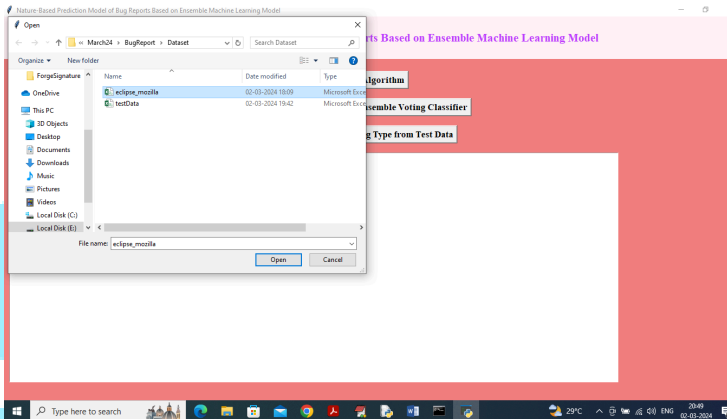 Nature-Based Prediction Model of Bug Reports Based on Ensemble Machine Learning Model
Open
rts Based on Ensemble Machine Learning Model
« March24 > BugReport > Dataset
Search Dataset
Organize
New folder
ForgeSignature
OneDrive
This PC
3D Objects
Desktop
Documents
Downloads
Music
Pictures
Videos
Local Disk (C:)
Local Disk (E:)
Name
Date modified
Type
eclipse_mozilla
02-03-2024 18:09
Microsoft Exce
testData
02-03-2024 19:42
Microsoft Exce
Algorithm
semble Voting Classifier
g Type from Test Data
File name:
eclipse_mozilla
Open
Cancel
Type here to search
29°C
ENG
20:49
02-03-2024